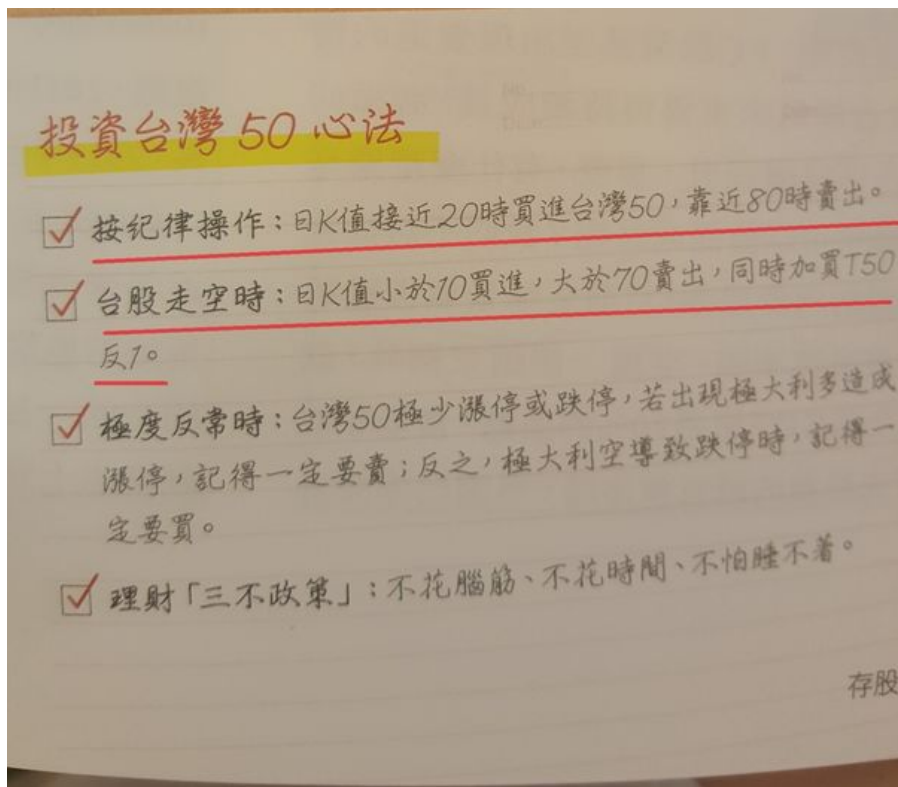 投資台灣50心法
按紀律操作：日K值接近20時買進台灣50，靠近80時賣出。
台股走空時：日K值小於10買進，大於70賣出，同時加買T50
反1。
極度反常時：台灣50極少漲停或跌停，若出現極大利多造成
漲停，記得一定要賣；反之，極大利空導致跌停時，記得一
定要買。
理財「三不政策」：不花腦筋、不花時間、不怕睡不着。
存股